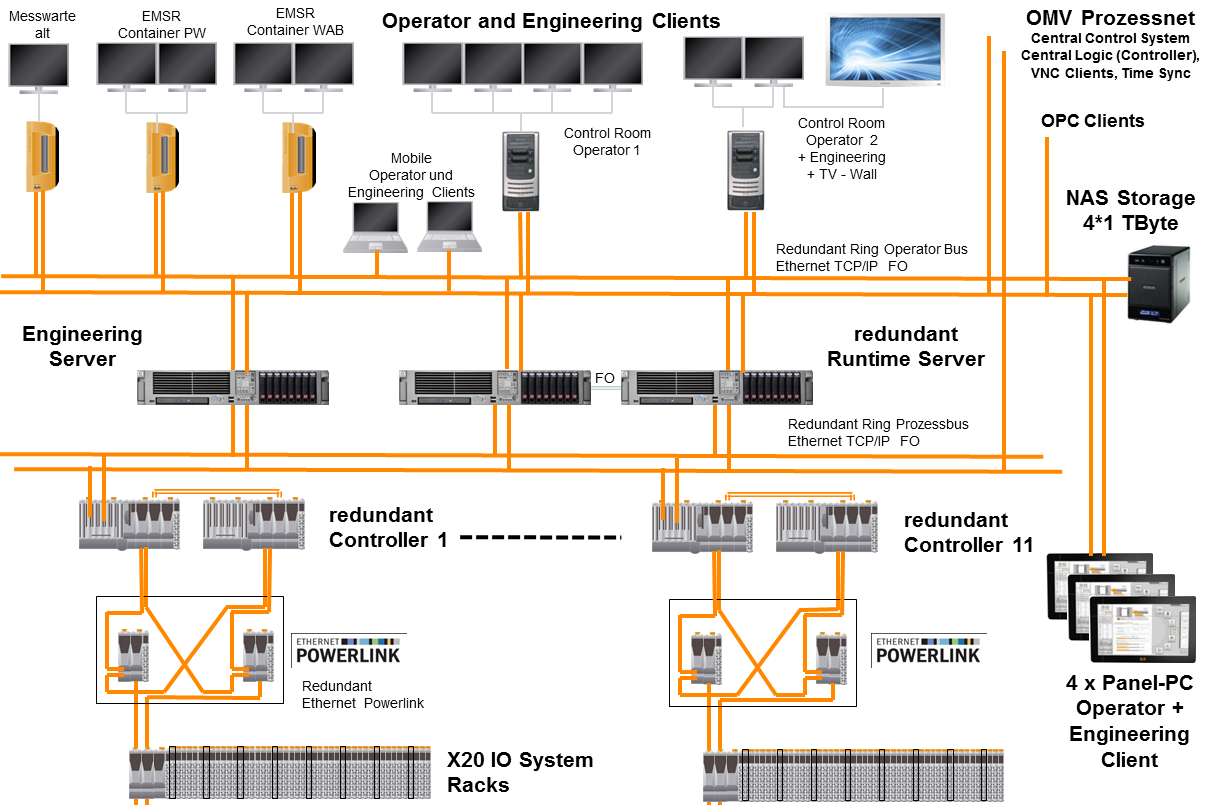 Messwarte
alt
EMSR
Container PW
EMSR
Container WAB
Operator and Engineering Clients
OMV Prozessnet
Central Control System
Central Logic (Controller),
VNC Clients, Time Sync
OPC Clients
Control Room
Operator 1
Control Room
Operator 2
+ Engineering
+ TV - Wall
Mobile
Operator und
Engineering Clients
NAS Storage
4*1 TByte
Redundant Ring Operator Bus
Ethernet TCP/IP FO
Engineering
Server
redundant
Runtime Server
FO
Redundant Ring Prozessbus
Ethernet TCP/IP FO
redundant
Controller 1
redundant
Controller 11
ETHERNET
POWERLINK
ETHERNET
POWERLINK
Redundant
Ethernet Powerlink
4 x Panel-PC
Operator +
Engineering
Client
X20 IO System
Racks